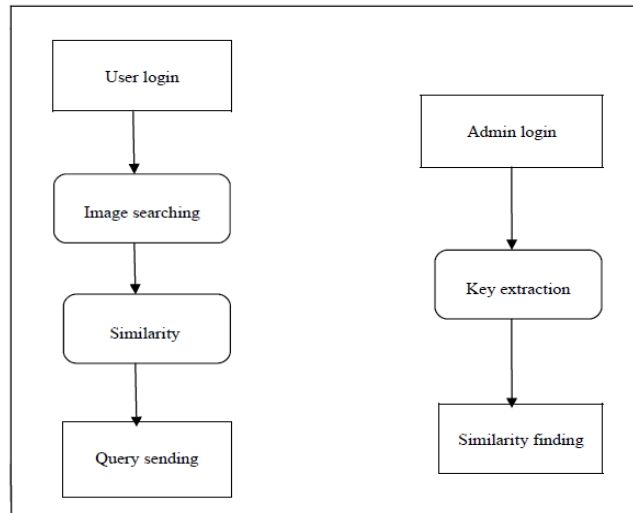 User login
Image searching
Similarity
Query sending
Admin login
Key extraction
Similarity finding